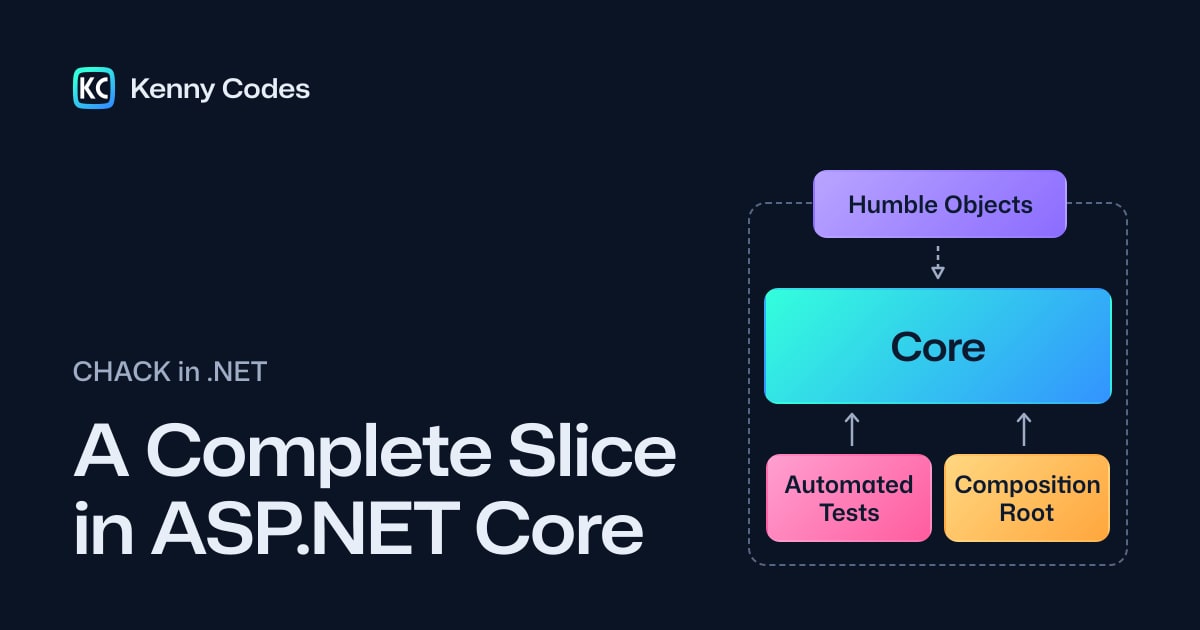 KC
Kenny Codes
CHACK in .NET
A Complete Slice
in ASP.NET Core
Humble Objects
Core
Automated
Tests
Composition
Root